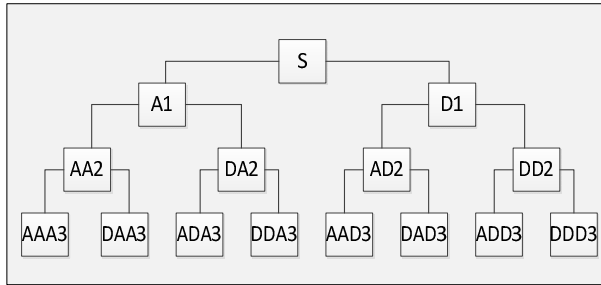 S
A1 D1
AA2 DA2 AD2 DD2
AAA3 DAA3 ADA3 DDA3 AAD3 DAD3 ADD3 DDD3